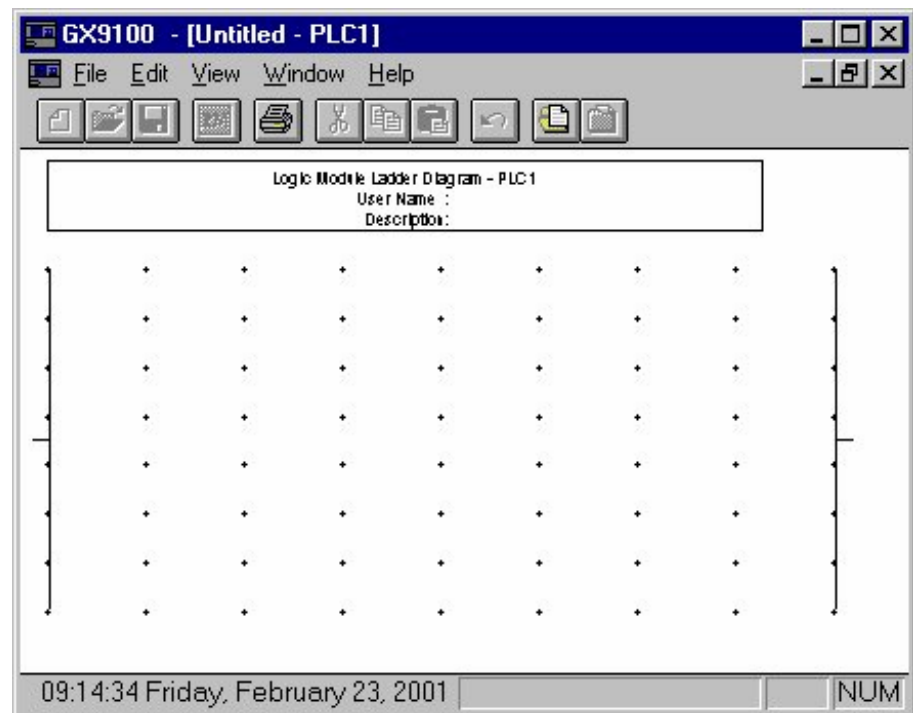 GX9100 - [Untitled - PLC1]
File Edit View Window Help
Logic Module Ladder Diagram - PLC1
User Name :
Description:
09:14:34 Friday, February 23, 2001
NUM